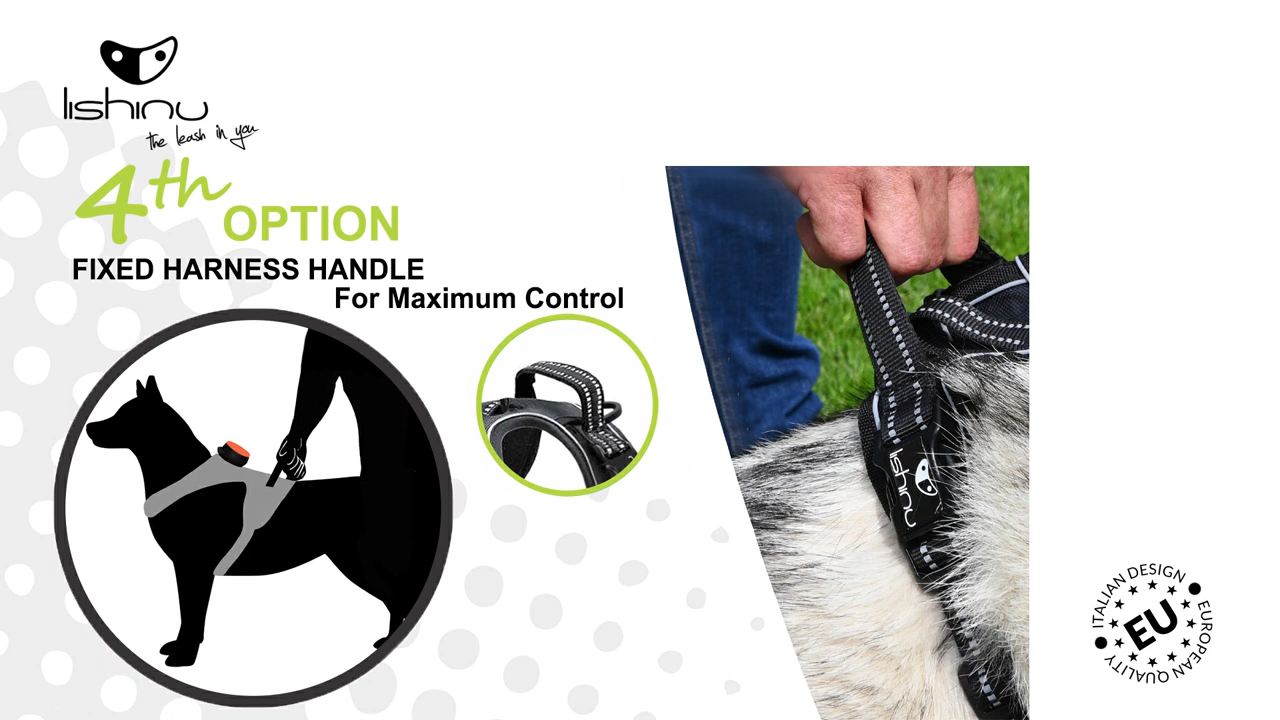 lishinu
the leash in you
4th OPTION
FIXED HARNESS HANDLE
For Maximum Control
lishinu
ITALIAN DESIGN
EU
EUROPEAN QUALITY